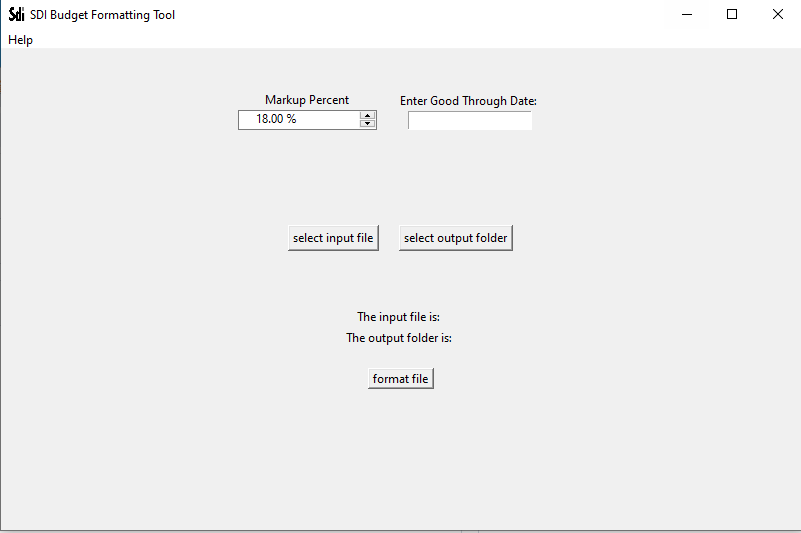 Sdi SDI Budget Formatting Tool
Help
Markup Percent
Enter Good Through Date:
18.00 %
select input file
select output folder
The input file is:
The output folder is:
format file